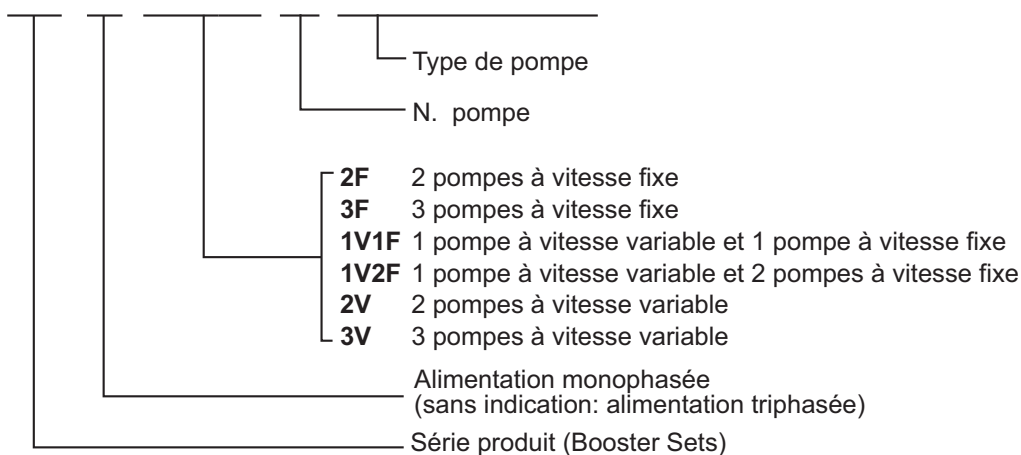 Type de pompe
N. pompe
2F 2 pompes à vitesse fixe
3F 3 pompes à vitesse fixe
1V1F 1 pompe à vitesse variable et 1 pompe à vitesse fixe
1V2F 1 pompe à vitesse variable et 2 pompes à vitesse fixe
2V 2 pompes à vitesse variable
3V 3 pompes à vitesse variable
Alimentation monophasée
(sans indication: alimentation triphasée)
Série produit (Booster Sets)